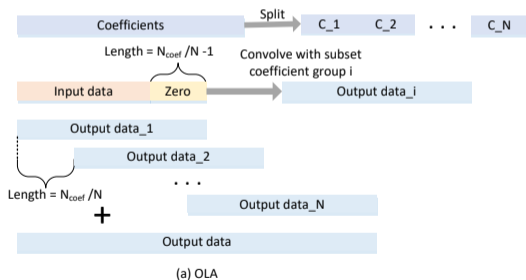 Coefficients
Split
C_1 C_2 . . . C_N
Length = N_coef /N -1
Convolve with subset
coefficient group i
Input data
Zero
Output data_i
Output data_1
Output data_2
. . .
Length = N_coef /N
Output data_N
+
Output data
(a) OLA